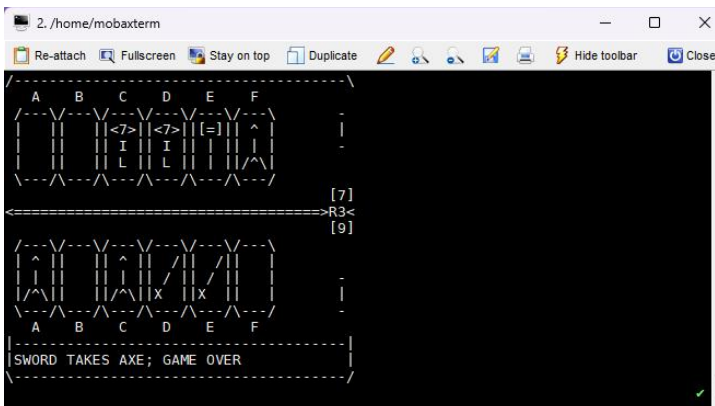 2. /home/mobaxterm
Re-attach Fullscreen Stay on top Duplicate Hide toolbar Close
/--------------------------------------\
A B C D E F
/---\/---\/---\/---\/---\/---\ -
| || ||<7>||<7>||[=]|| ^ | |
| || || I || I || | || | | -
| || || L || L || | ||/^\|
\---/\---/\---/\---/\---/\---/
[7]
<===================================>R3<
[9]
/---\/---\/---\/---\/---\/---\
| ^ || || ^ || /|| /|| |
| | || || | || / || / || | -
|/^\|| ||/^\||X ||X || | |
\---/\---/\---/\---/\---/\---/ -
A B C D E F
|--------------------------------------|
|SWORD TAKES AXE; GAME OVER |
\--------------------------------------/